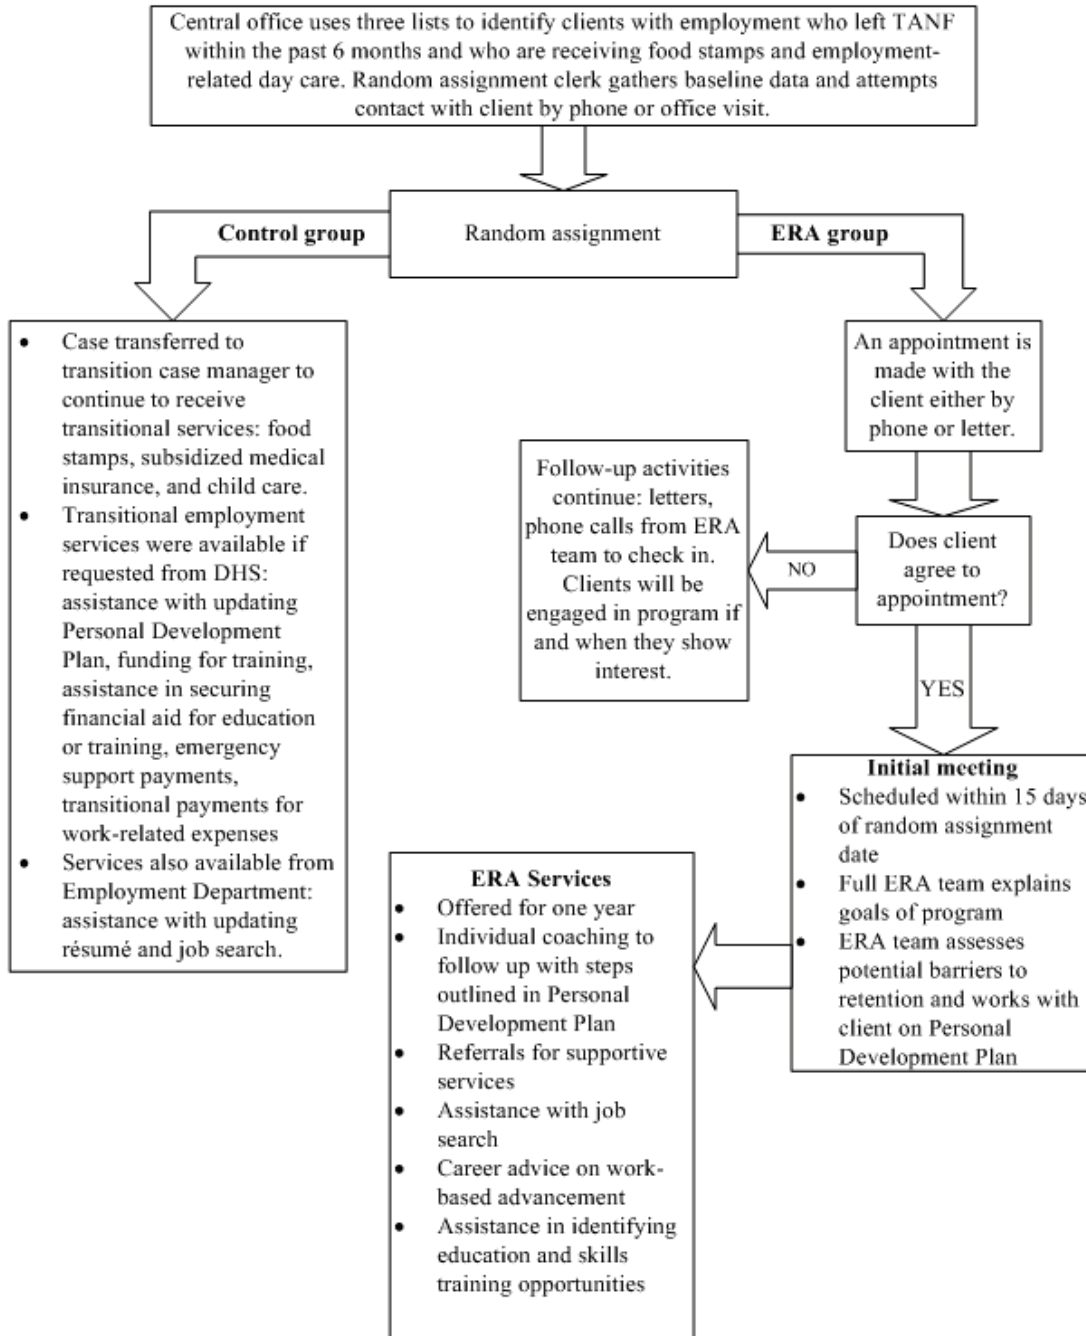 Central office uses three lists to identify clients with employment who left TANF
within the past 6 months and who are receiving food stamps and employment-
related day care. Random assignment clerk gathers baseline data and attempts
contact with client by phone or office visit.
Control group
Random assignment
ERA group
• Case transferred to
transition case manager to
continue to receive
transitional services: food
stamps, subsidized medical
insurance, and child care.
• Transitional employment
services were available if
requested from DHS:
assistance with updating
Personal Development
Plan, funding for training,
assistance in securing
financial aid for education
or training, emergency
support payments,
transitional payments for
work-related expenses
• Services also available from
Employment Department:
assistance with updating
résumé and job search.
An appointment is
made with the
client either by
phone or letter.
Does client
agree to
appointment?
NO
Follow-up activities
continue: letters,
phone calls from ERA
team to check in.
Clients will be
engaged in program if
and when they show
interest.
YES
Initial meeting
• Scheduled within 15 days
of random assignment
date
• Full ERA team explains
goals of program
• ERA team assesses
potential barriers to
retention and works with
client on Personal
Development Plan
ERA Services
• Offered for one year
• Individual coaching to
follow up with steps
outlined in Personal
Development Plan
• Referrals for supportive
services
• Assistance with job
search
• Career advice on work-
based advancement
• Assistance in identifying
education and skills
training opportunities